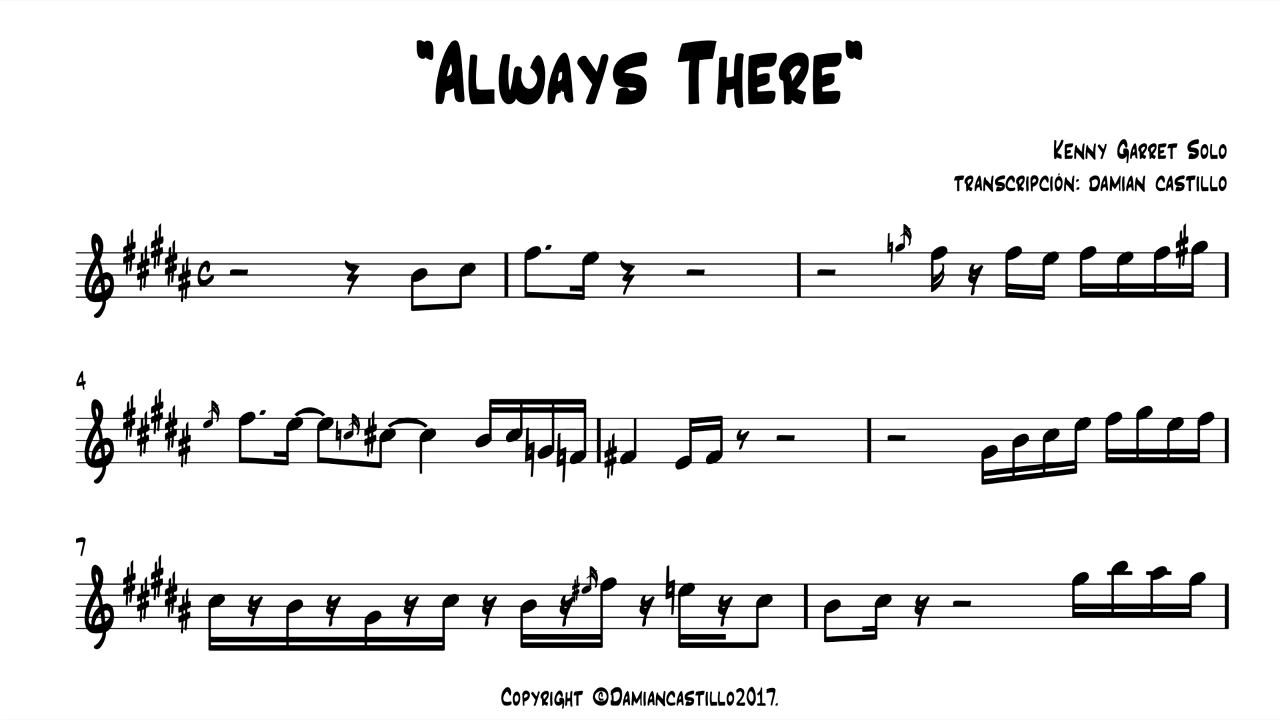 "Always There"
Kenny Garret Solo
transcripción: damian castillo
4
7
Copyright ©Damiancastillo2017.